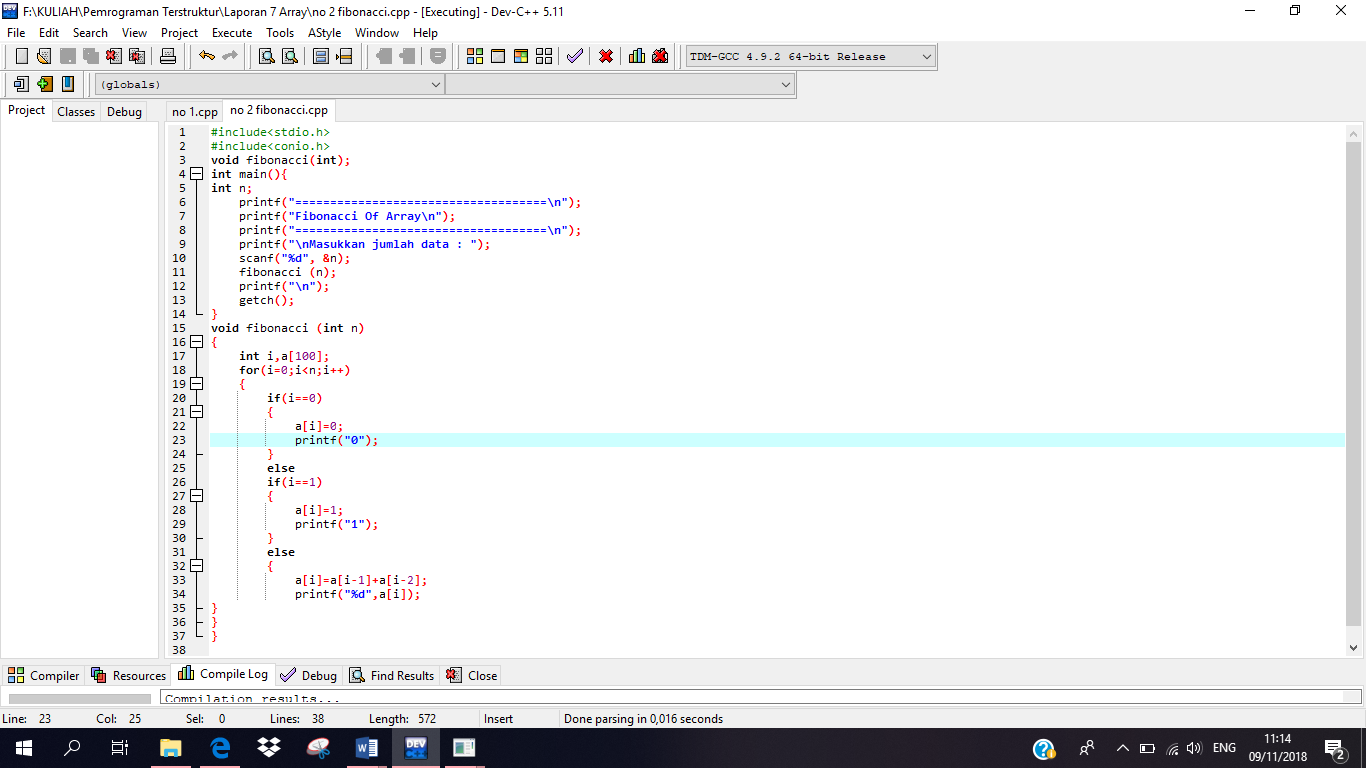 F:\KULIAH\Pemrograman Terstruktur\Laporan 7 Array\no 2 fibonacci.cpp - [Executing] - Dev-C++ 5.11
File Edit Search View Project Execute Tools AStyle Window Help
TDM-GCC 4.9.2 64-bit Release
(globals)
Project Classes Debug no 1.cpp no 2 fibonacci.cpp
1 #include<stdio.h>
2 #include<conio.h>
3 void fibonacci(int);
4 int main(){
5 int n;
6 printf("====================================\n");
7 printf("Fibonacci Of Array\n");
8 printf("====================================\n");
9 printf("\nMasukkan jumlah data : ");
10 scanf("%d", &n);
11 fibonacci (n);
12 printf("\n");
13 getch();
14 }
15 void fibonacci (int n)
16 {
17 int i,a[100];
18 for(i=0;i<n;i++)
19 {
20 if(i==0)
21 {
22 a[i]=0;
23 printf("0");
24 }
25 else
26 if(i==1)
27 {
28 a[i]=1;
29 printf("1");
30 }
31 else
32 {
33 a[i]=a[i-1]+a[i-2];
34 printf("%d",a[i]);
35 }
36 }
37 }
38
Compiler Resources Compile Log Debug Find Results Close
Compilation results...
Line: 23 Col: 25 Sel: 0 Lines: 38 Length: 572 Insert Done parsing in 0,016 seconds
ENG 11:14
09/11/2018 2